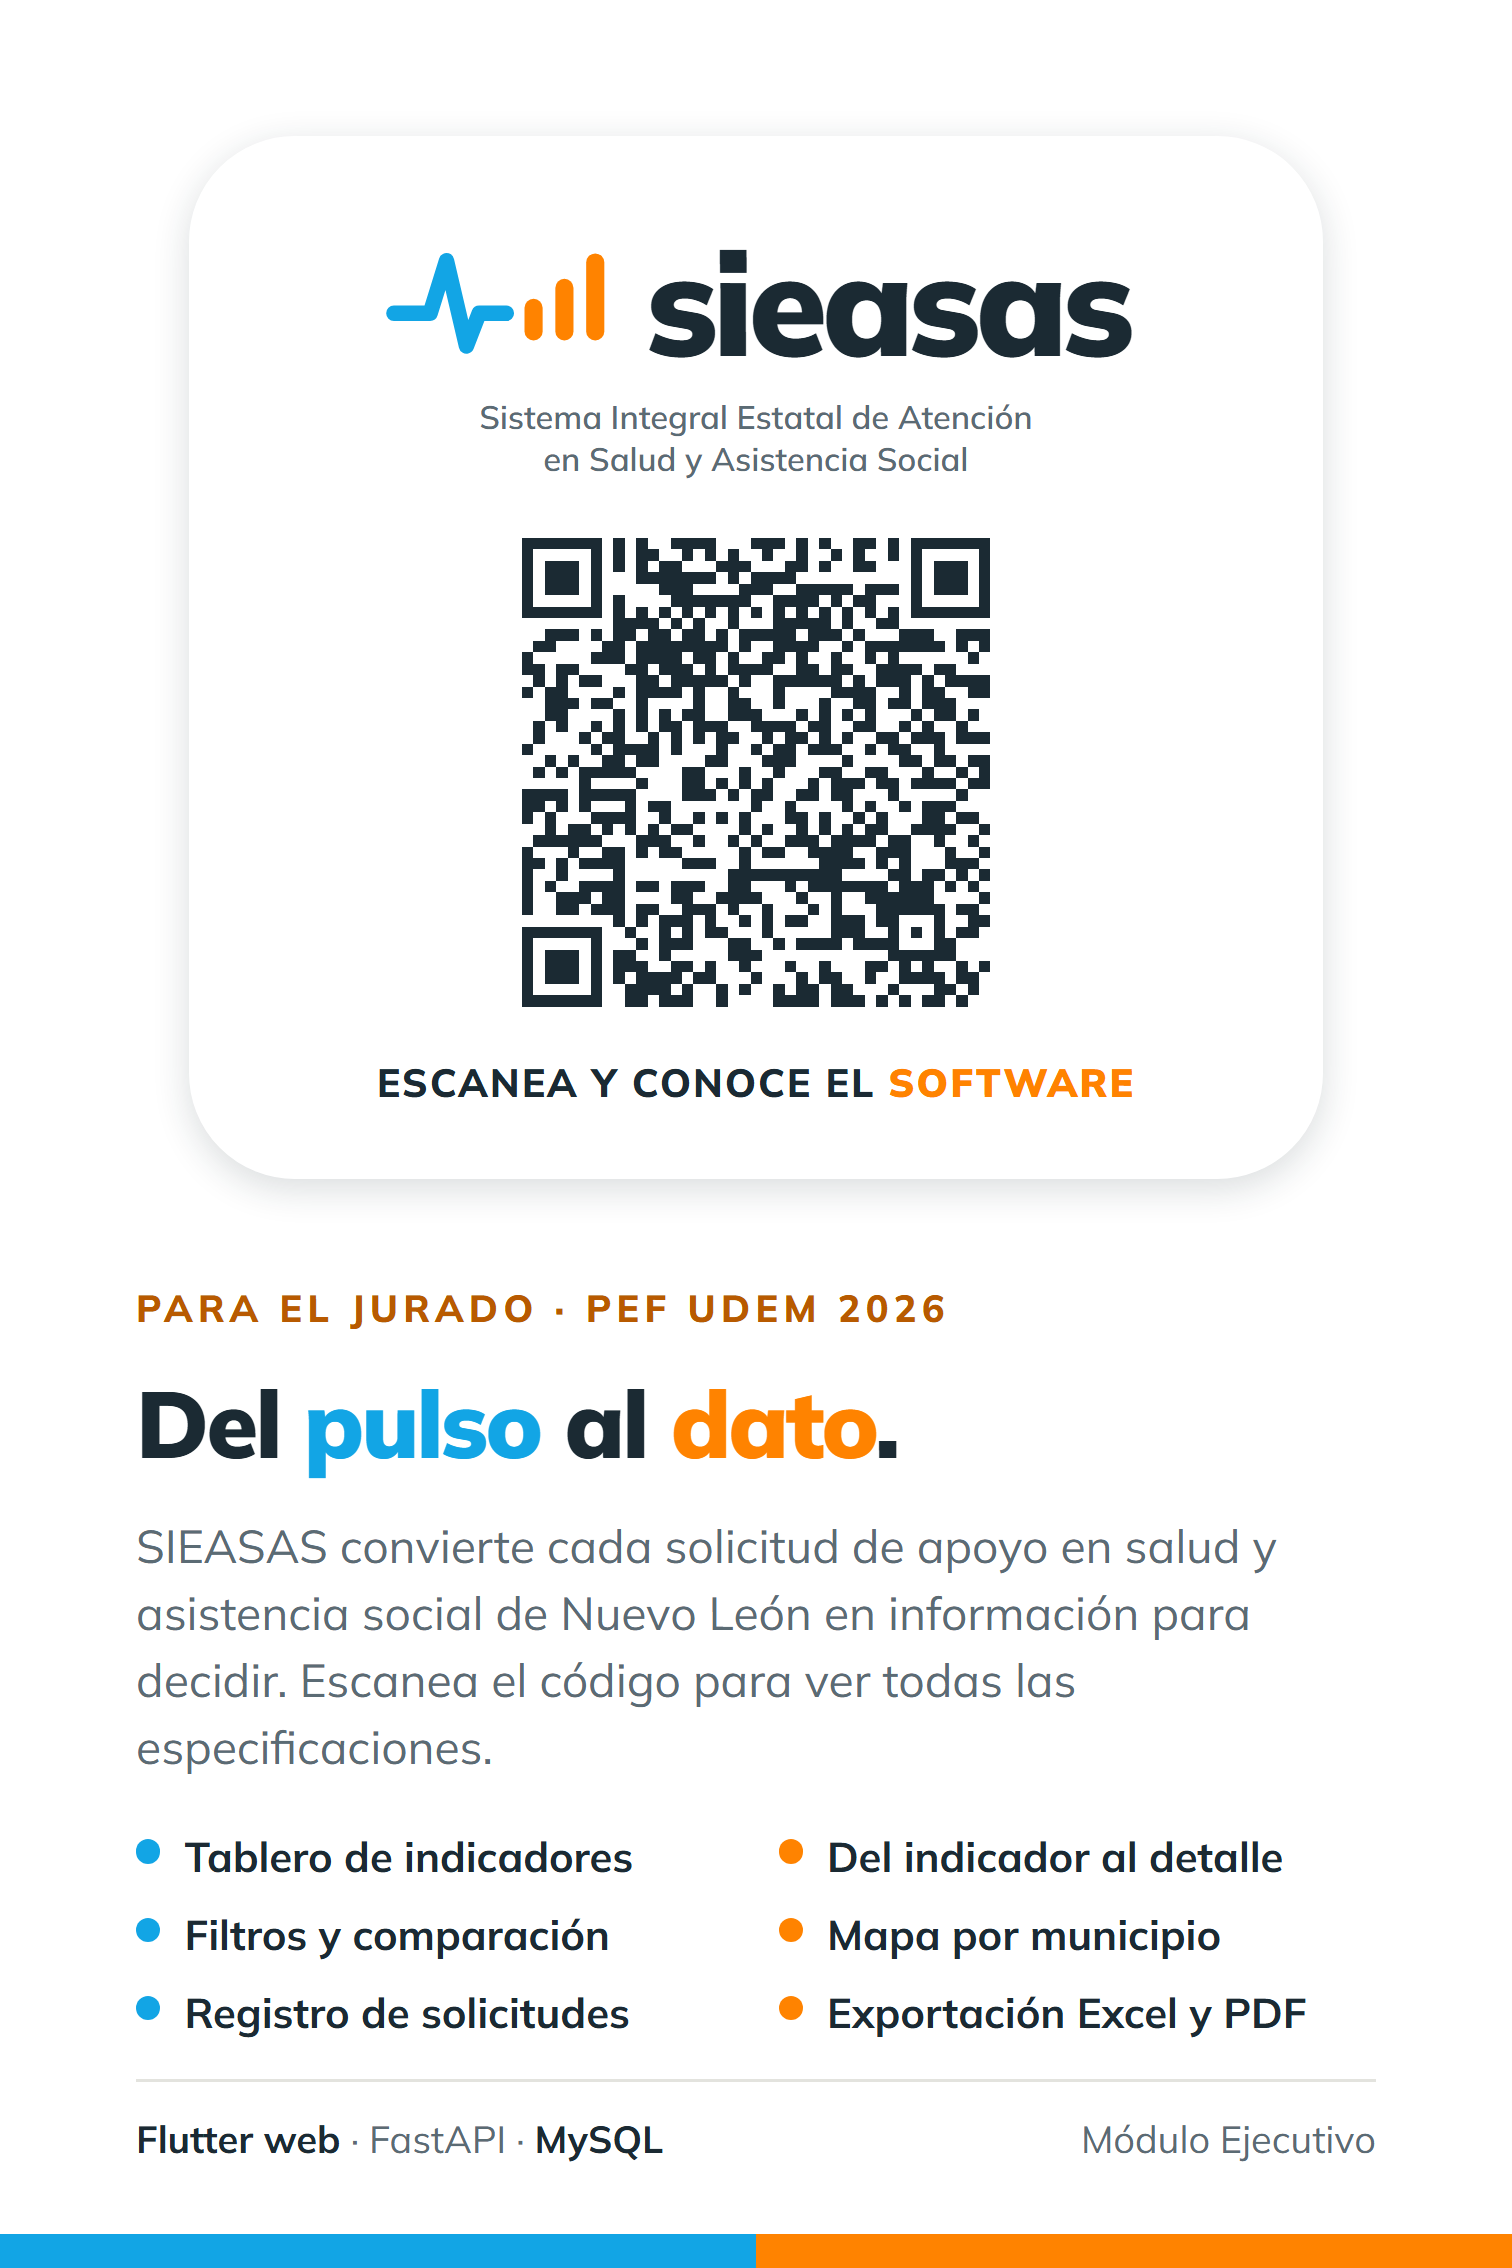 sieasas
Sistema Integral Estatal de Atención
en Salud y Asistencia Social
ESCANEA Y CONOCE EL SOFTWARE
PARA EL JURADO · PEF UDEM 2026
Del pulso al dato.
SIEASAS convierte cada solicitud de apoyo en salud y
asistencia social de Nuevo León en información para
decidir. Escanea el código para ver todas las
especificaciones.
Tablero de indicadores
Del indicador al detalle
Filtros y comparación
Mapa por municipio
Registro de solicitudes
Exportación Excel y PDF
Flutter web · FastAPI · MySQL
Módulo Ejecutivo